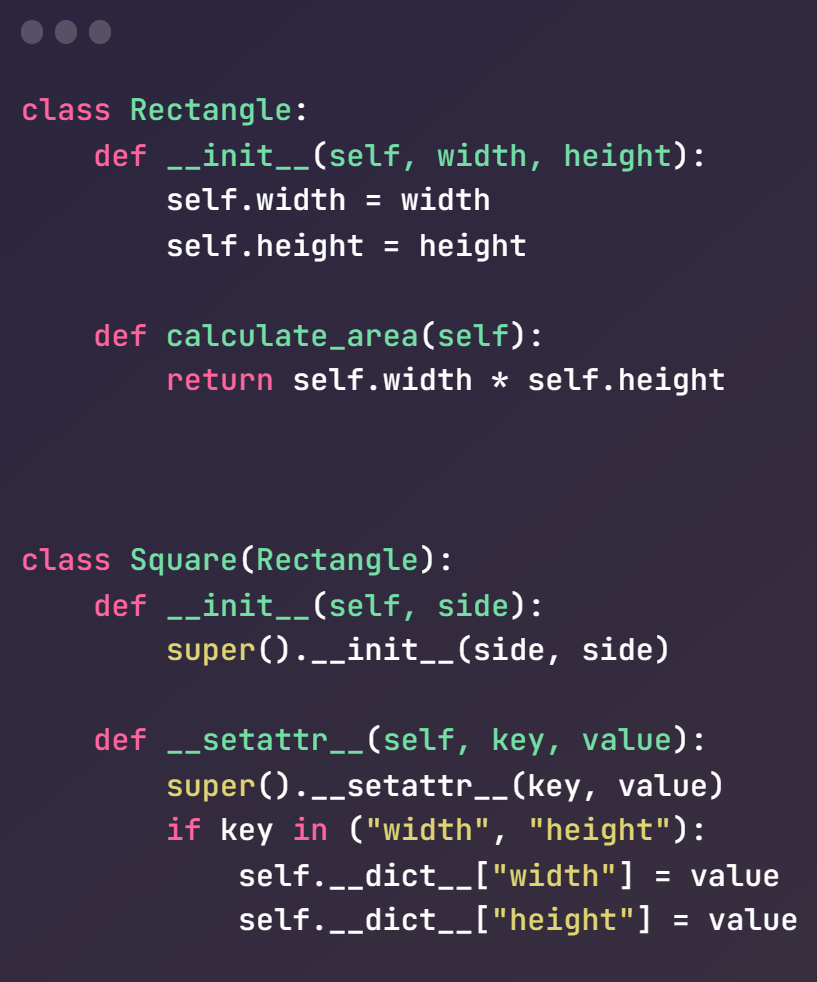 class Rectangle:
    def __init__(self, width, height):
        self.width = width
        self.height = height
    def calculate_area(self):
        return self.width * self.height
class Square(Rectangle):
    def __init__(self, side):
        super().__init__(side, side)
    def __setattr__(self, key, value):
        super().__setattr__(key, value)
        if key in ("width", "height"):
            self.__dict__["width"] = value
            self.__dict__["height"] = value